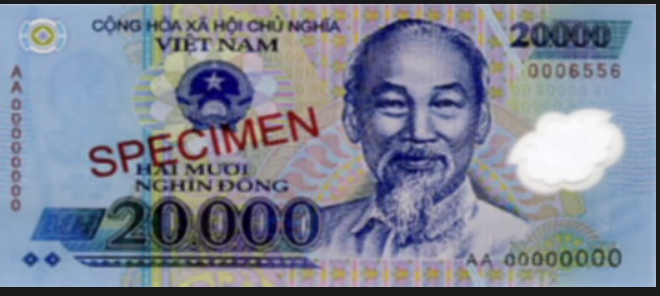 CỘNG HÒA XÃ HỘI CHỦ NGHĨA
VIỆT NAM
20000
0006556
AA 00000000
SPECIMEN
HAI MƯƠI
NGHÌN ĐỒNG
20.000
AA 00000000